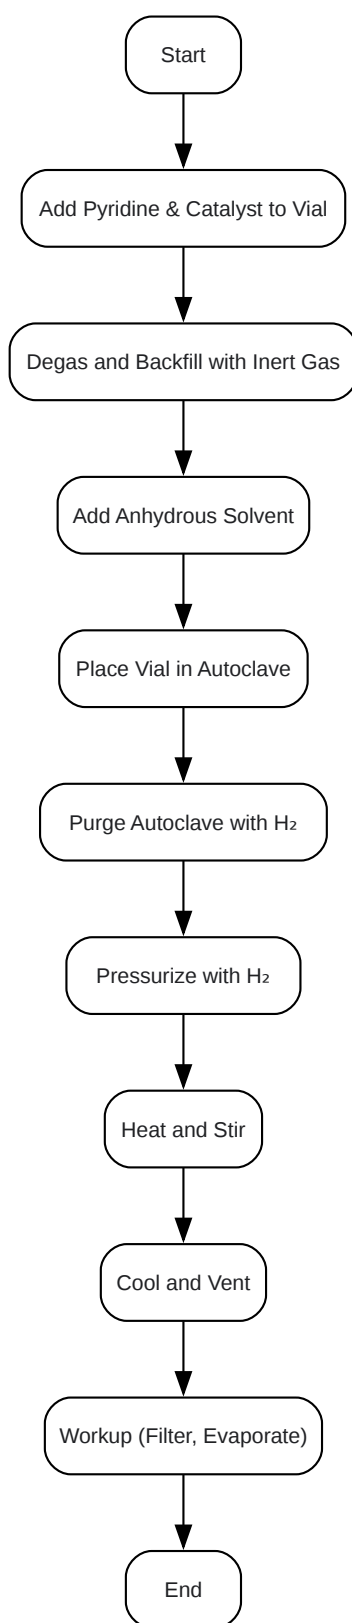 Start
Add Pyridine & Catalyst to Vial
Degas and Backfill with Inert Gas
Add Anhydrous Solvent
Place Vial in Autoclave
Purge Autoclave with H₂
Pressurize with H₂
Heat and Stir
Cool and Vent
Workup (Filter, Evaporate)
End